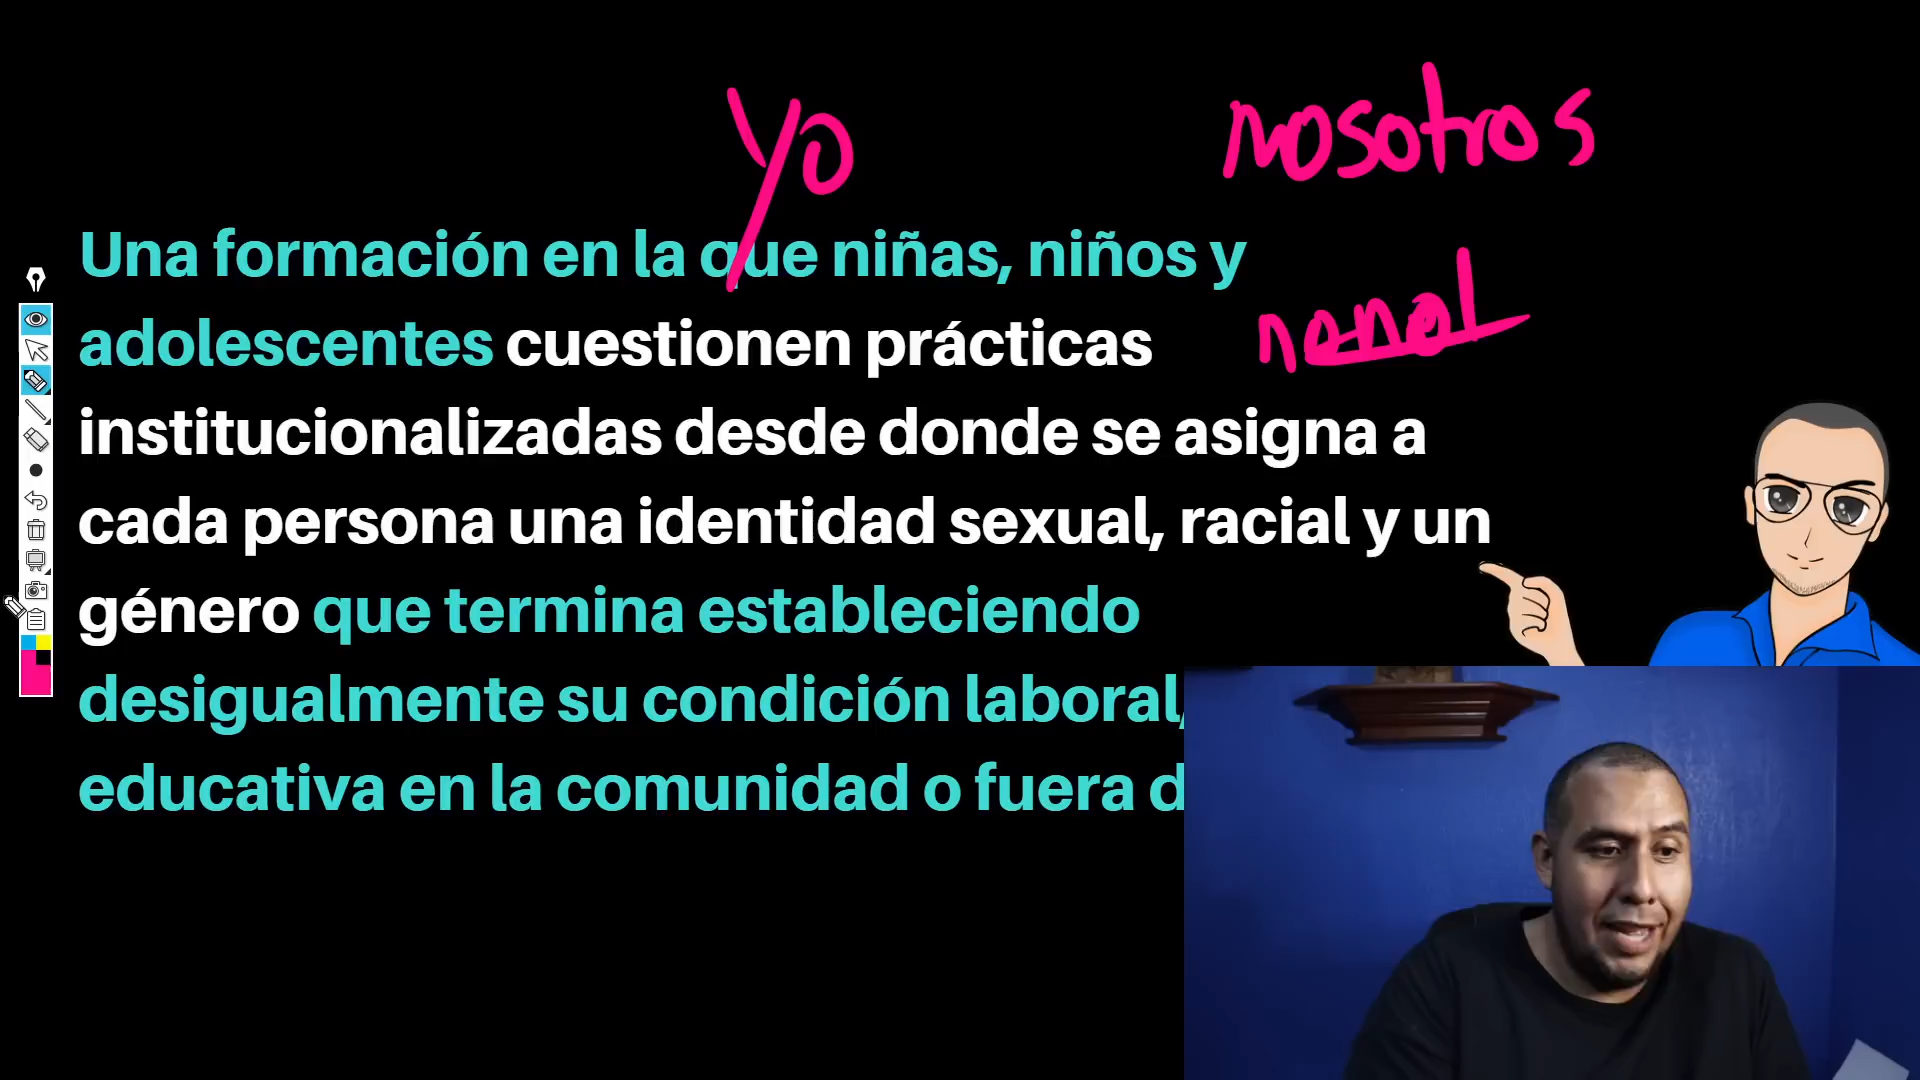 yo
nosotros
Una formación en la que niñas, niños y
adolescentes cuestionen prácticas
institucionalizadas desde donde se asigna a
cada persona una identidad sexual, racial y un
género que termina estableciendo
desigualmente su condición laboral,
educativa en la comunidad o fuera d